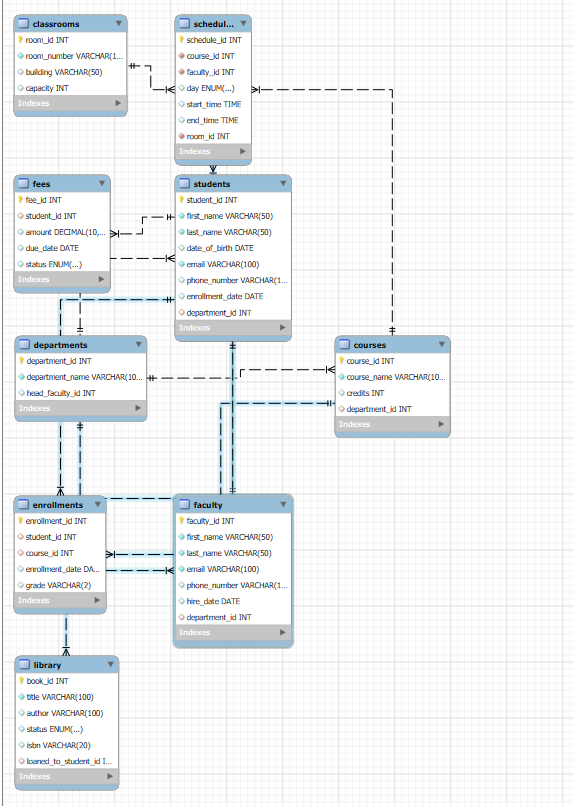 classrooms
room_id INT
room_number VARCHAR(1...
building VARCHAR(50)
capacity INT
Indexes
schedul...
schedule_id INT
course_id INT
faculty_id INT
day ENUM(...)
start_time TIME
end_time TIME
room_id INT
Indexes
fees
fee_id INT
student_id INT
amount DECIMAL(10,...
due_date DATE
status ENUM(...)
Indexes
students
student_id INT
first_name VARCHAR(50)
last_name VARCHAR(50)
date_of_birth DATE
email VARCHAR(100)
phone_number VARCHAR(1...
enrollment_date DATE
department_id INT
Indexes
departments
department_id INT
department_name VARCHAR(10...
head_faculty_id INT
Indexes
courses
course_id INT
course_name VARCHAR(10...
credits INT
department_id INT
Indexes
enrollments
enrollment_id INT
student_id INT
course_id INT
enrollment_date DA...
grade VARCHAR(2)
Indexes
faculty
faculty_id INT
first_name VARCHAR(50)
last_name VARCHAR(50)
email VARCHAR(100)
phone_number VARCHAR(1...
hire_date DATE
department_id INT
Indexes
library
book_id INT
title VARCHAR(100)
author VARCHAR(100)
status ENUM(...)
isbn VARCHAR(20)
loaned_to_student_id I...
Indexes